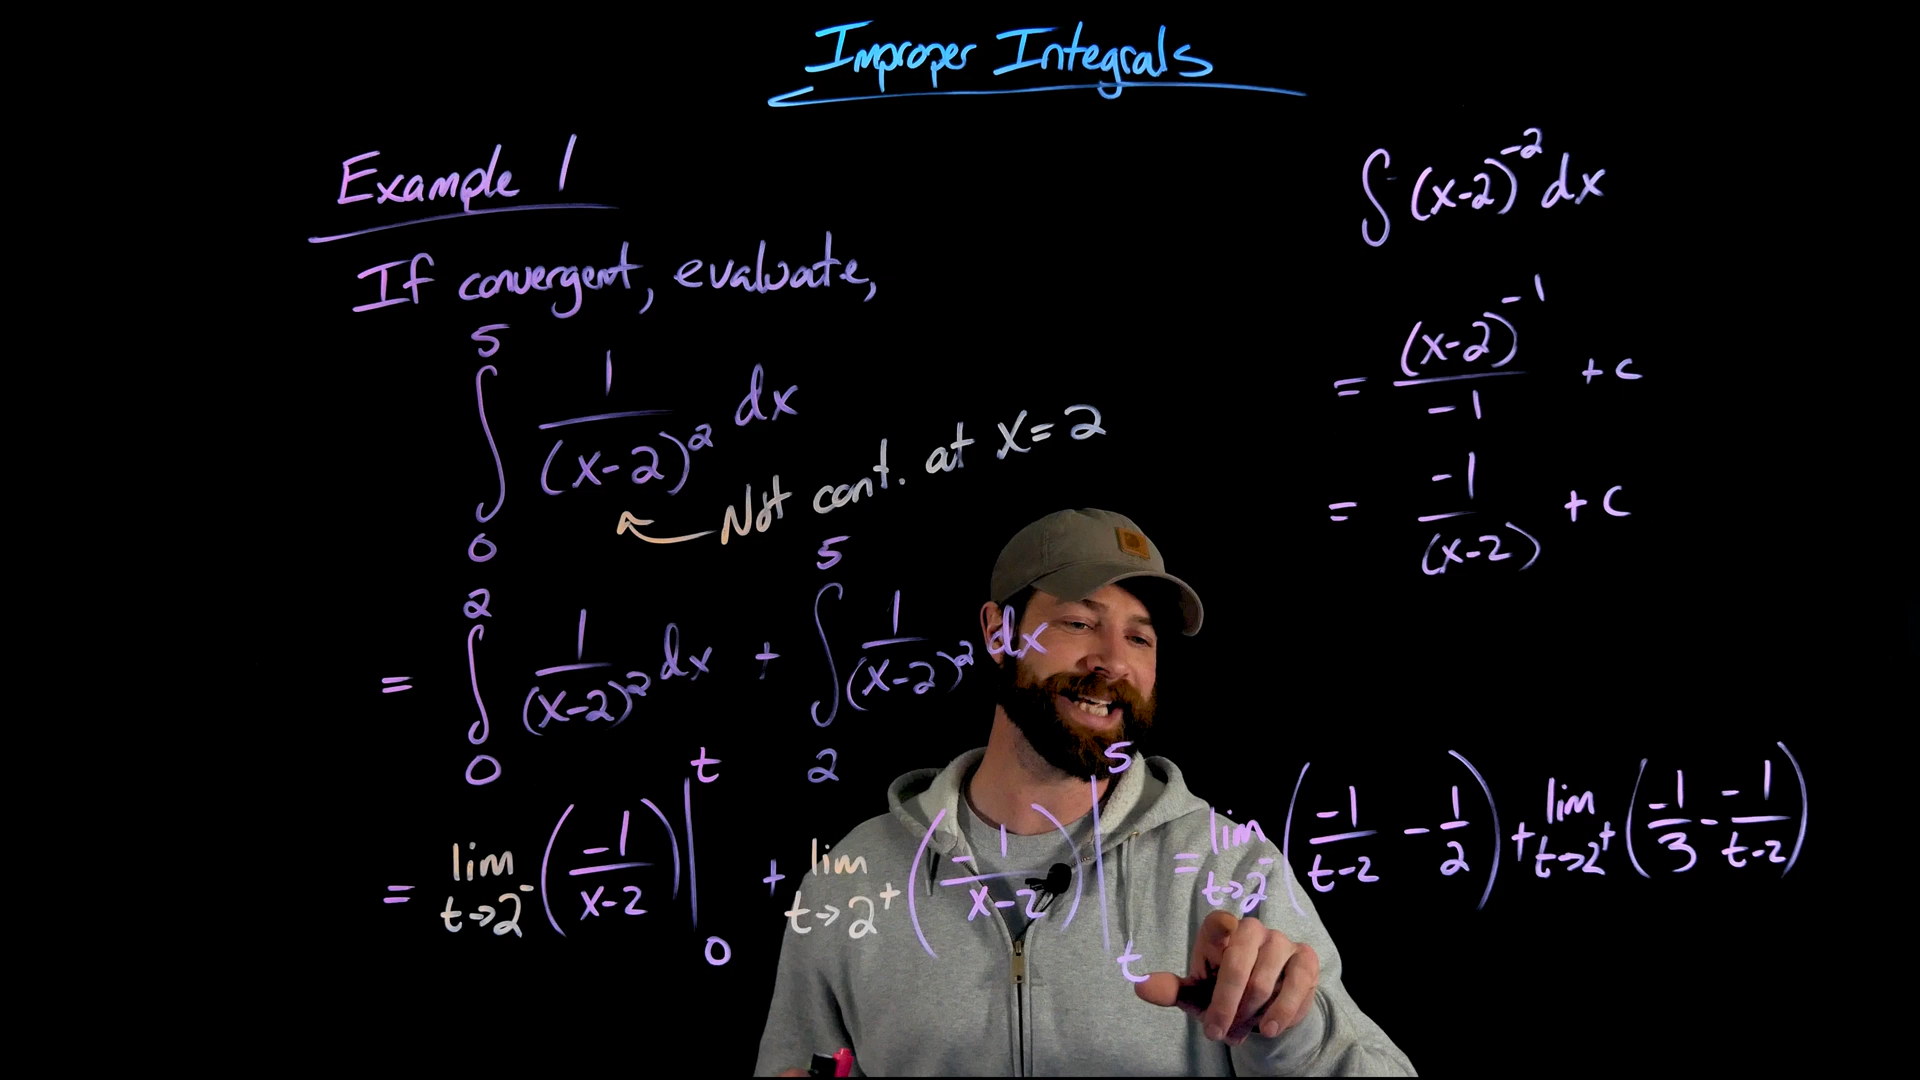 Improper Integrals
Example 1
If convergent, evaluate,
∫₀⁵ 1/(x-2)² dx
Not cont. at x=2
= ∫₀² 1/(x-2)² dx + ∫₂⁵ 1/(x-2)² dx
= lim t→2⁻ (-1/(x-2)) |₀ᵗ + lim t→2⁺ (-1/(x-2)) |ₜ⁵ = lim t→2⁻ (-1/(t-2) - 1/2) + lim t→2⁺ (-1/3 - -1/(t-2))
∫ (x-2)⁻² dx
= (x-2)⁻¹/-1 + c
= -1/(x-2) + c